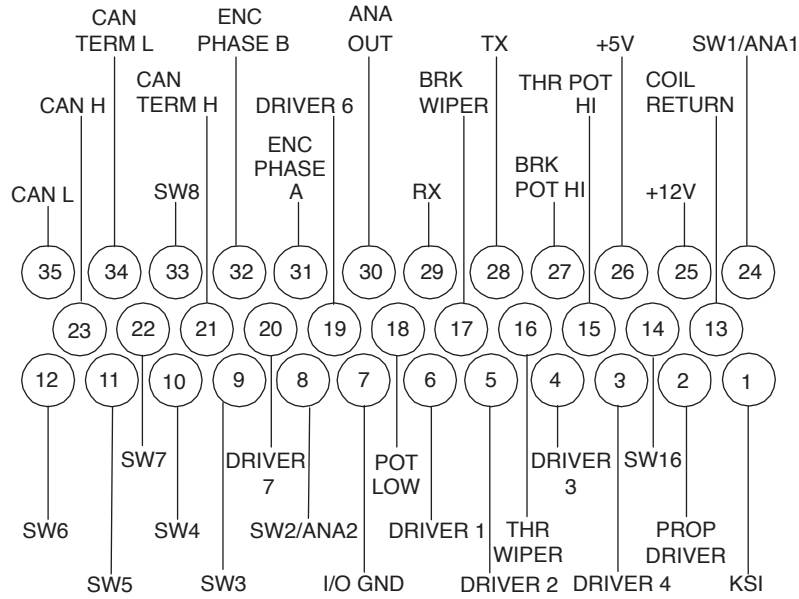 CAN
TERM L
ENC
PHASE B
ANA
OUT
TX
+5V
SW1/ANA1
CAN H
CAN
TERM H
DRIVER 6
BRK
WIPER
THR POT
HI
COIL
RETURN
CAN L
SW8
ENC
PHASE
A
RX
BRK
POT HI
+12V
35 34 33 32 31 30 29 28 27 26 25 24
23 22 21 20 19 18 17 16 15 14 13
12 11 10 9 8 7 6 5 4 3 2 1
SW7
DRIVER
7
POT
LOW
DRIVER
3
SW16
SW6
SW4
SW2/ANA2
DRIVER 1
THR
WIPER
PROP
DRIVER
SW5
SW3
I/O GND
DRIVER 2
DRIVER 4
KSI